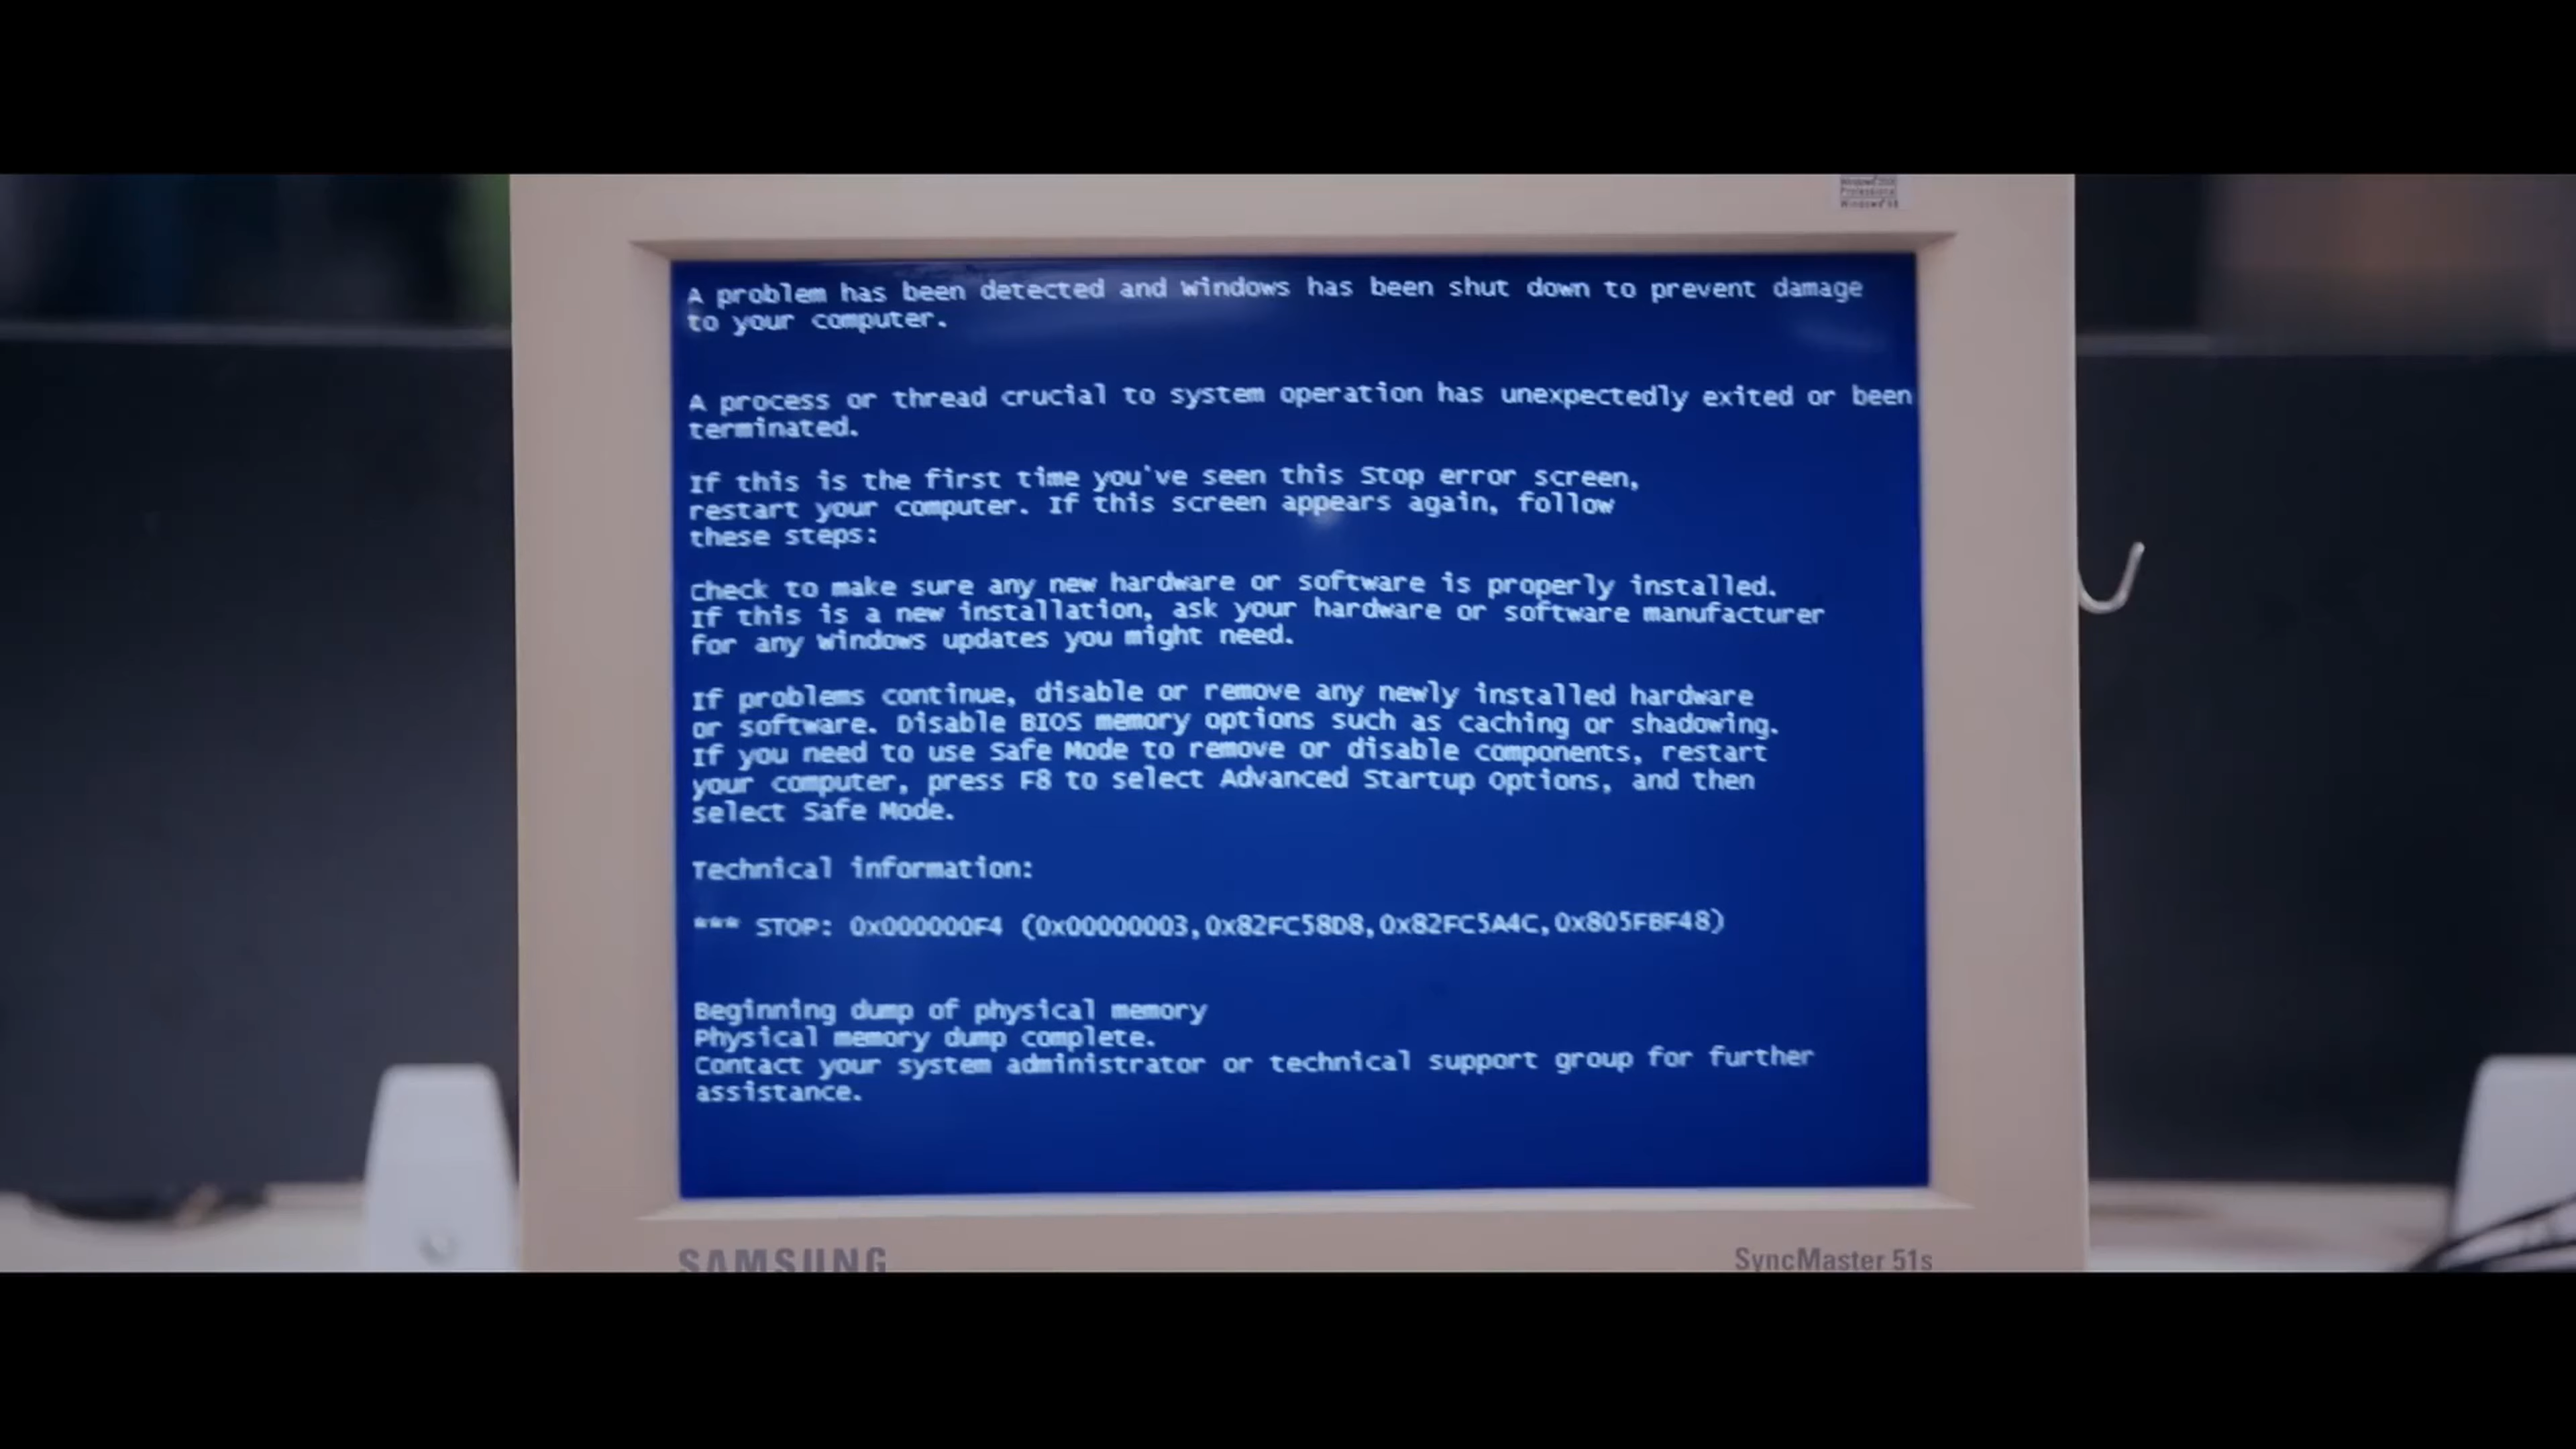 A problem has been detected and windows has been shut down to prevent damage
to your computer.
A process or thread crucial to system operation has unexpectedly exited or been
terminated.
If this is the first time you've seen this Stop error screen,
restart your computer. If this screen appears again, follow
these steps:
Check to make sure any new hardware or software is properly installed.
If this is a new installation, ask your hardware or software manufacturer
for any windows updates you might need.
If problems continue, disable or remove any newly installed hardware
or software. Disable BIOS memory options such as caching or shadowing.
If you need to use Safe Mode to remove or disable components, restart
your computer, press F8 to select Advanced Startup Options, and then
select Safe Mode.
Technical information:
*** STOP: 0x000000F4 (0x00000003,0x82FC58D8,0x82FC5A4C,0x805FBF48)
Beginning dump of physical memory
Physical memory dump complete.
Contact your system administrator or technical support group for further
assistance.
SAMSUNG
SyncMaster 51s